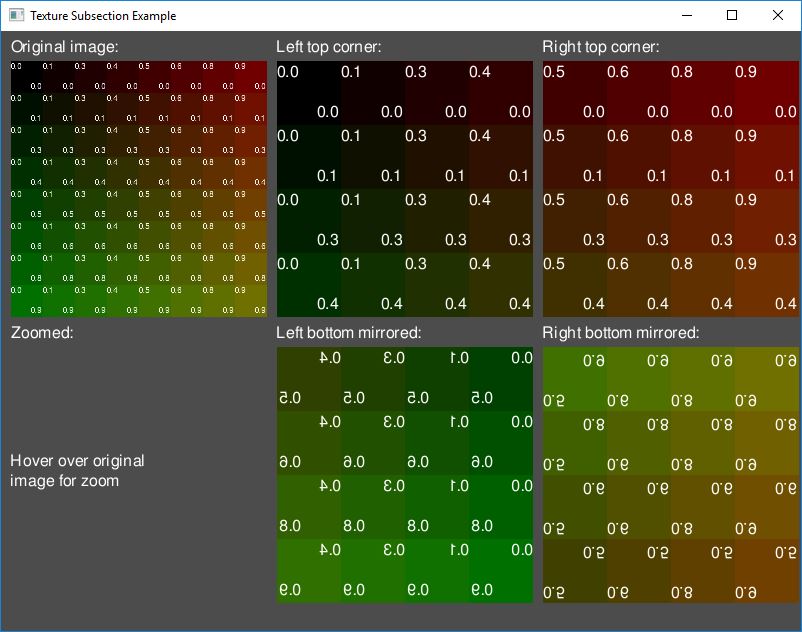 Texture Subsection Example
Original image:
0.0 0.1 0.3 0.4 0.5 0.6 0.8 0.9
0.0 0.0 0.0 0.0 0.0 0.0 0.0 0.0
0.0 0.1 0.3 0.4 0.5 0.6 0.8 0.9
0.1 0.1 0.1 0.1 0.1 0.1 0.1 0.1
0.0 0.1 0.3 0.4 0.5 0.6 0.8 0.9
0.3 0.3 0.3 0.3 0.3 0.3 0.3 0.3
0.0 0.1 0.3 0.4 0.5 0.6 0.8 0.9
0.4 0.4 0.4 0.4 0.4 0.4 0.4 0.4
0.0 0.1 0.3 0.4 0.5 0.6 0.8 0.9
0.5 0.5 0.5 0.5 0.5 0.5 0.5 0.5
0.0 0.1 0.3 0.4 0.5 0.6 0.8 0.9
0.6 0.6 0.6 0.6 0.6 0.6 0.6 0.6
0.0 0.1 0.3 0.4 0.5 0.6 0.8 0.9
0.8 0.8 0.8 0.8 0.8 0.8 0.8 0.8
0.0 0.1 0.3 0.4 0.5 0.6 0.8 0.9
0.9 0.9 0.9 0.9 0.9 0.9 0.9 0.9
Left top corner:
0.0 0.1 0.3 0.4
0.0 0.0 0.0 0.0
0.0 0.1 0.3 0.4
0.1 0.1 0.1 0.1
0.0 0.1 0.3 0.4
0.3 0.3 0.3 0.3
0.0 0.1 0.3 0.4
0.4 0.4 0.4 0.4
Right top corner:
0.5 0.6 0.8 0.9
0.0 0.0 0.0 0.0
0.5 0.6 0.8 0.9
0.1 0.1 0.1 0.1
0.5 0.6 0.8 0.9
0.3 0.3 0.3 0.3
0.5 0.6 0.8 0.9
0.4 0.4 0.4 0.4
Zoomed:
Hover over original
image for zoom
Left bottom mirrored:
0.4 0.3 0.1 0.0
0.5 0.5 0.5 0.5
0.4 0.3 0.1 0.0
0.6 0.6 0.6 0.6
0.4 0.3 0.1 0.0
0.8 0.8 0.8 0.8
0.4 0.3 0.1 0.0
0.9 0.9 0.9 0.9
Right bottom mirrored:
0.9 0.9 0.9 0.9
0.5 0.6 0.8 0.9
0.8 0.8 0.8 0.8
0.5 0.6 0.8 0.9
0.6 0.6 0.6 0.6
0.5 0.6 0.8 0.9
0.5 0.5 0.5 0.5
0.5 0.6 0.8 0.9